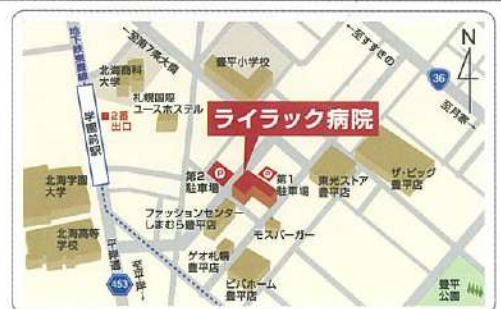 地下鉄東豊線
←至南7条大橋
北海商科
大学
札幌国際
ユースホステル
豊平小学校
←至すすきの
N
36
至月寒→
■2番
出口
学園前駅
ライラック病院
北海学園
大学
第2
駐車場
P
P
第1
駐車場
東光ストア
豊平店
ザ・ビッグ
豊平店
ファッションセンター
しまむら豊平店
モスバーガー
北海高等
学校
ゲオ札幌
豊平店
ビバホーム
豊平店
453
豊平
公園